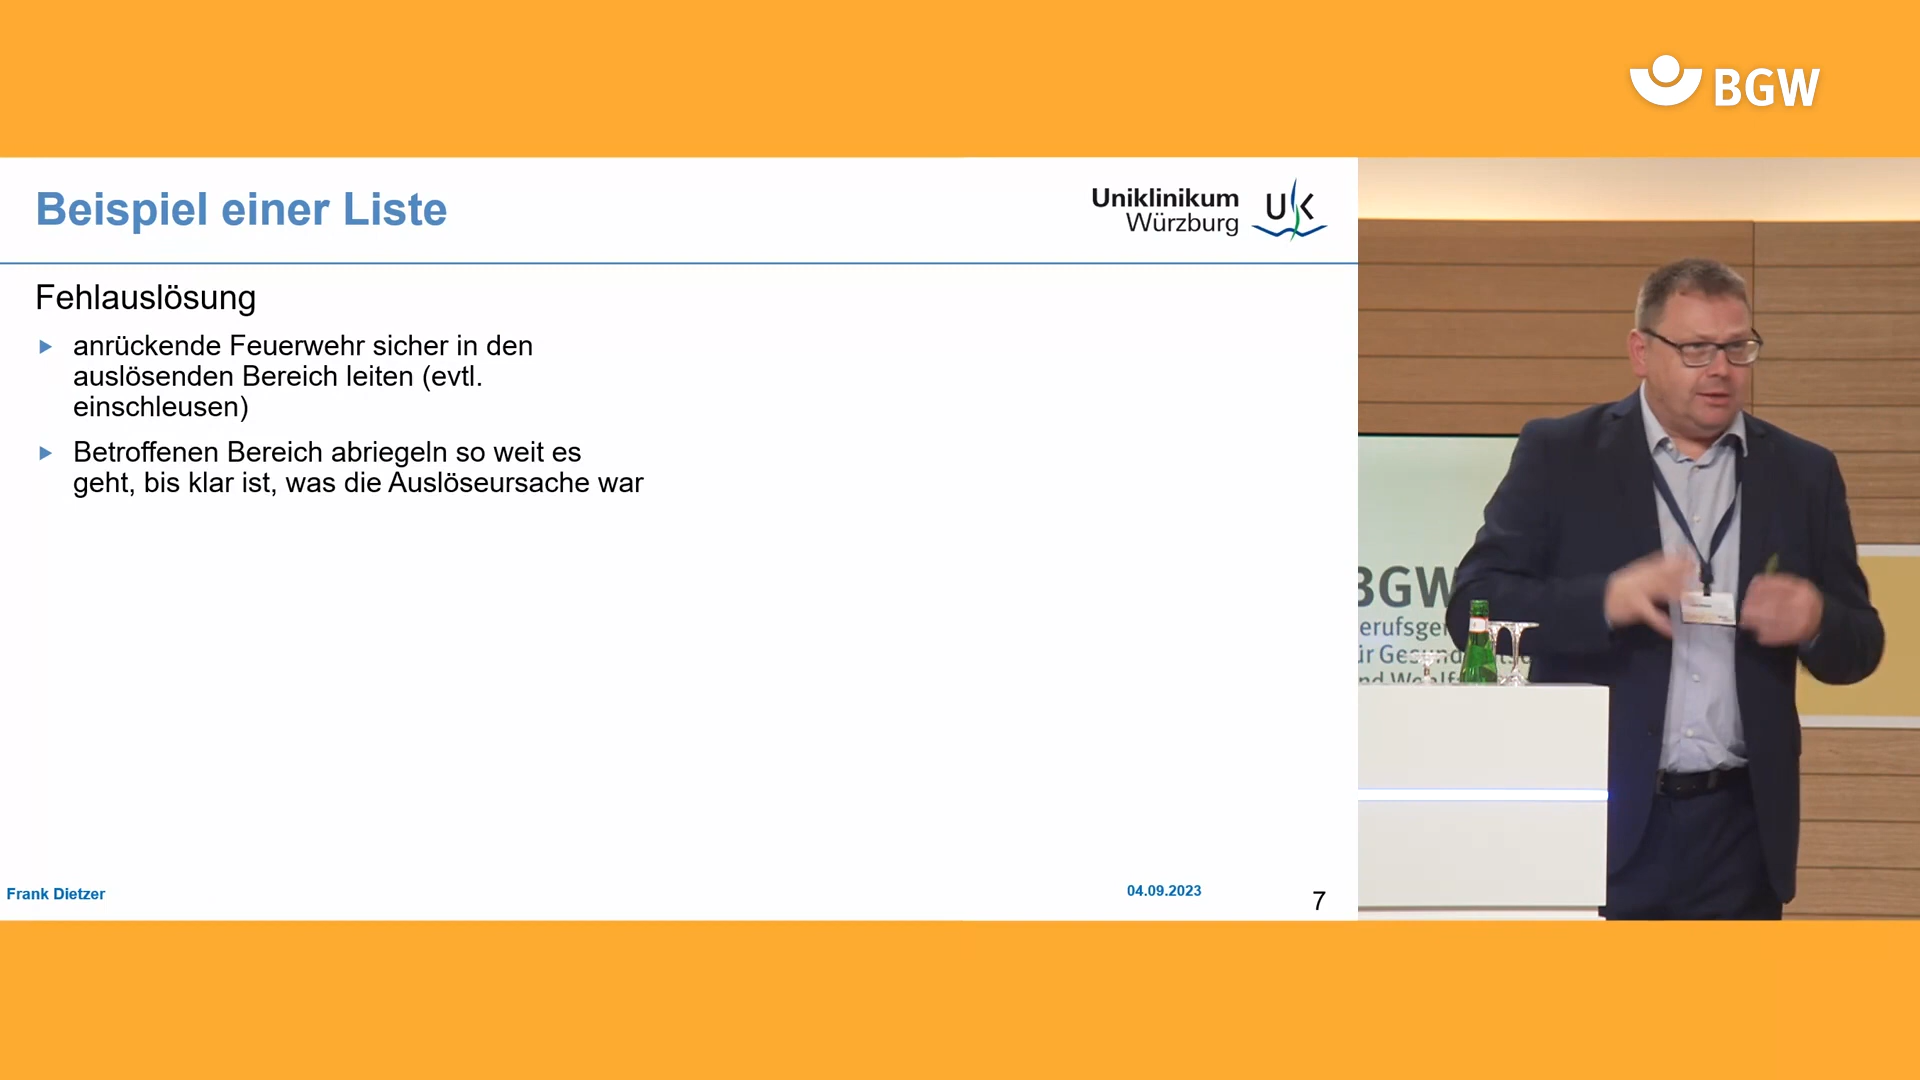 BGW
Beispiel einer Liste
Uniklinikum
Würzburg
UK
Fehlauslösung
anrückende Feuerwehr sicher in den
auslösenden Bereich leiten (evtl.
einschleusen)
Betroffenen Bereich abriegeln so weit es
geht, bis klar ist, was die Auslöseursache war
Frank Dietzer
04.09.2023
7
BGW